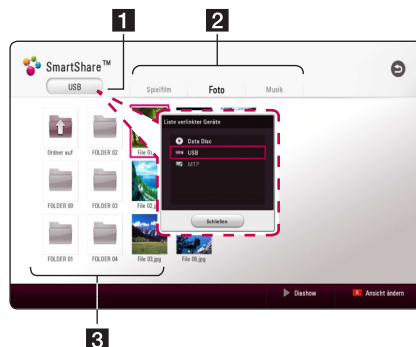 1
2
SmartShare™
USB
Spielfilm
Foto
Musik
Liste verlinkter Geräte
Data Disc
USB
MTP
Schließen
Ordner auf
FOLDER 02
File 01
FOLDER 00
FOLDER 03
File 02.jpg
FOLDER 01
FOLDER 04
File 03.jpg
File 06.jpg
Diashow
R Ansicht ändern
3